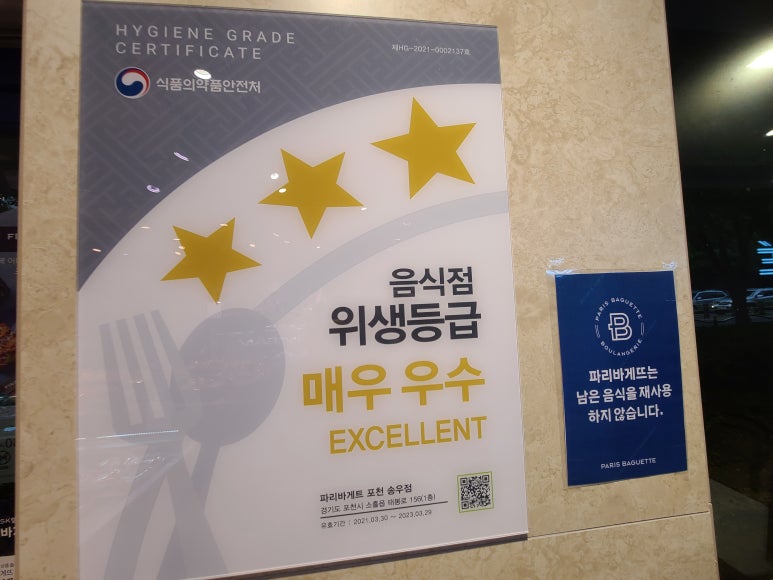 HYGIENE GRADE
CERTIFICATE
제HG-2021-0002137호
식품의약품안전처
음식점
위생등급
매우 우수
EXCELLENT
파리바게트 포천 송우점
경기도 포천시 소흘읍 태봉로 156(1층)
유효기간 : 2021.03.30 ~ 2023.03.29
PARIS BAGUETTE
B
BOULANGERIE
파리바게뜨는
남은 음식을 재사용
하지 않습니다.
PARIS BAGUETTE